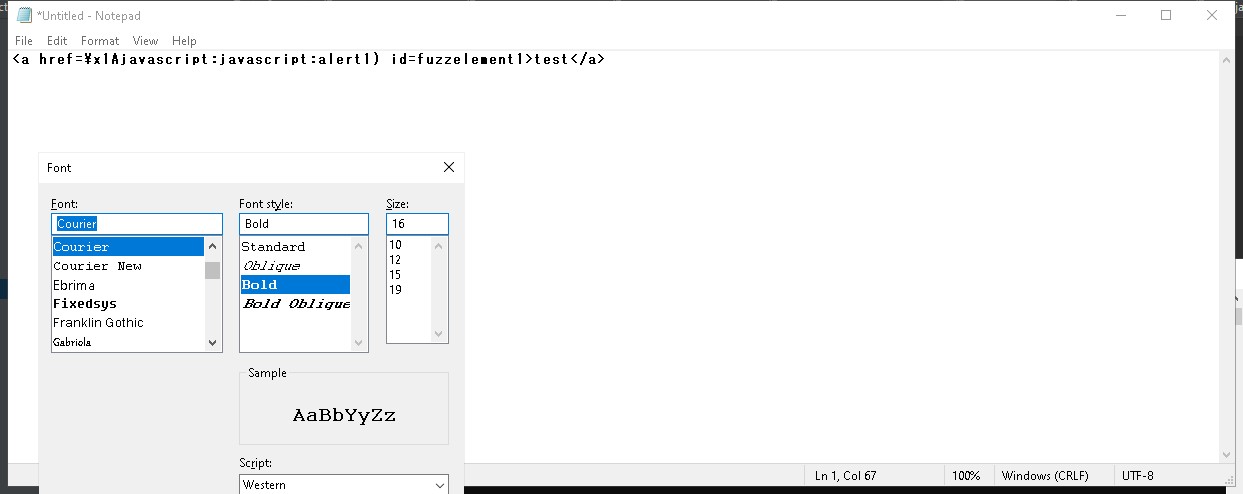 *Untitled - Notepad
File Edit Format View Help
<a href=¥x1Ajavascript:javascript:alert1) id=fuzzelement1>test</a>
Font
Font: Font style: Size:
Courier Bold 16
Courier
Courier New
Ebrima
Fixedsys
Franklin Gothic
Gabriola
Standard
Oblique
Bold
Bold Oblique
10
12
15
19
Sample
AaBbYyZz
Script:
Western
Ln 1, Col 67 100% Windows (CRLF) UTF-8